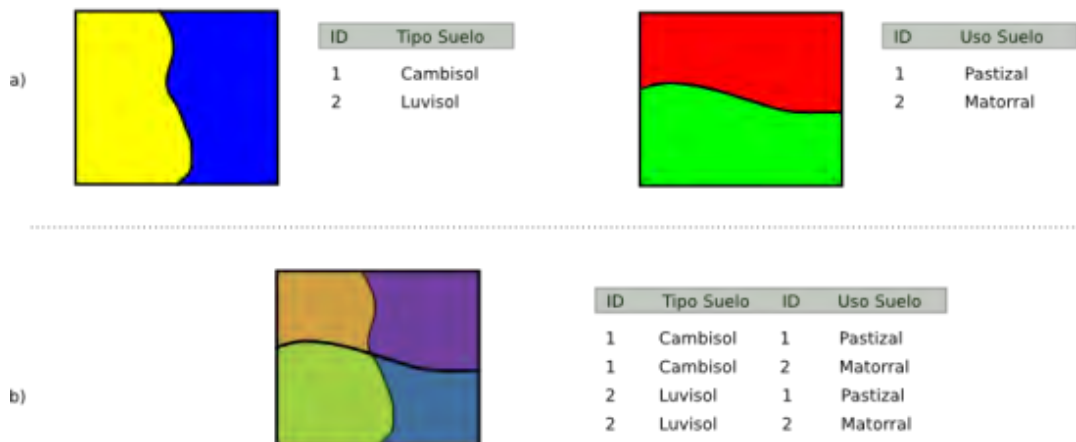 ID Tipo Suelo
1 Cambisol
2 Luvisol
ID Uso Suelo
1 Pastizal
2 Matorral
a)
ID Tipo Suelo ID Uso Suelo
1 Cambisol 1 Pastizal
1 Cambisol 2 Matorral
2 Luvisol 1 Pastizal
2 Luvisol 2 Matorral
b)